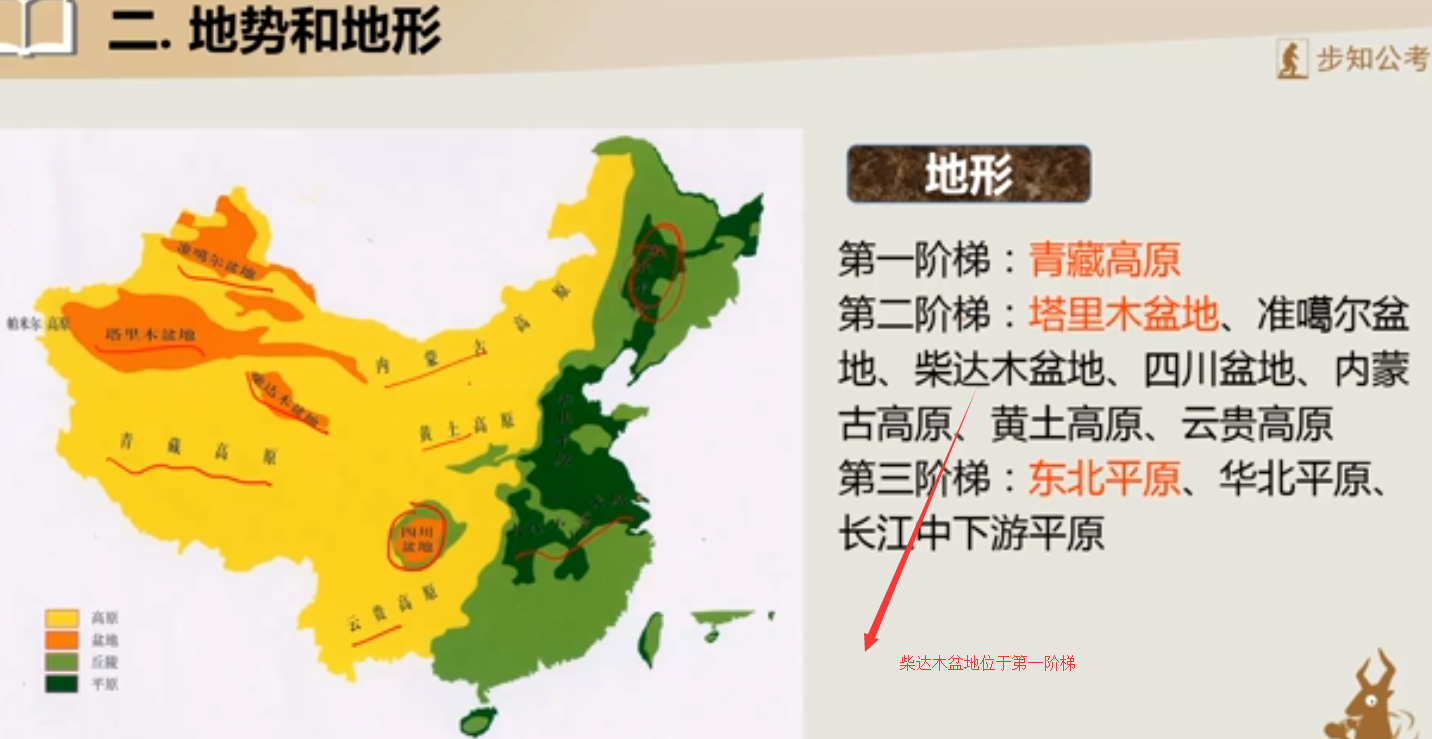 二. 地势和地形
步知公考
地形
第一阶梯：青藏高原
第二阶梯：塔里木盆地、准噶尔盆
地、柴达木盆地、四川盆地、内蒙
古高原、黄土高原、云贵高原
第三阶梯：东北平原、华北平原、
长江中下游平原
柴达木盆地位于第一阶梯
准噶尔盆地
帕米尔高原
塔里木盆地
内蒙古高原
柴达木盆地
黄土高原
青藏高原
四川
盆地
云贵高原
高原
盆地
丘陵
平原